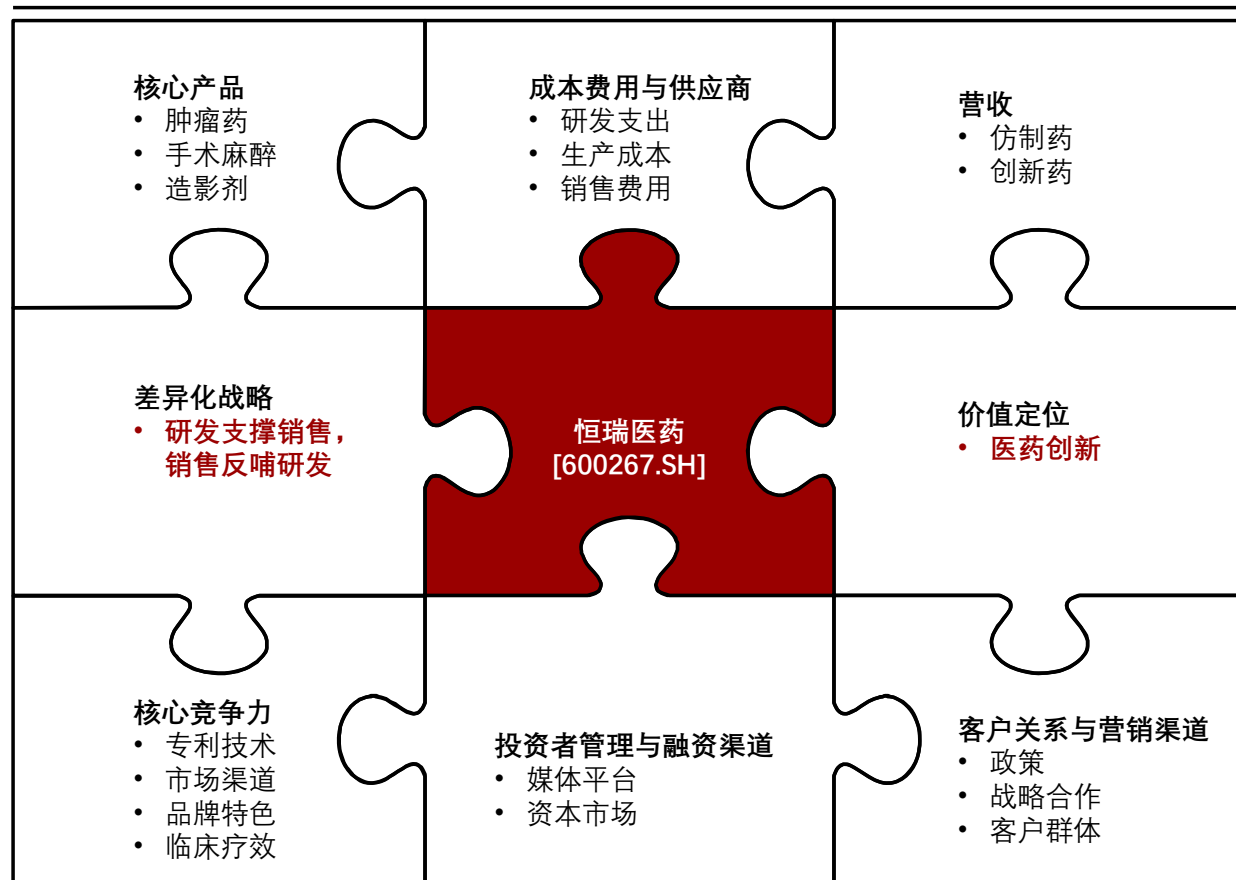 核心产品
• 肿瘤药
• 手术麻醉
• 造影剂
成本费用与供应商
• 研发支出
• 生产成本
• 销售费用
营收
• 仿制药
• 创新药
差异化战略
• 研发支撑销售，
销售反哺研发
恒瑞医药
[600267.SH]
价值定位
• 医药创新
核心竞争力
• 专利技术
• 市场渠道
• 品牌特色
• 临床疗效
投资者管理与融资渠道
• 媒体平台
• 资本市场
客户关系与营销渠道
• 政策
• 战略合作
• 客户群体